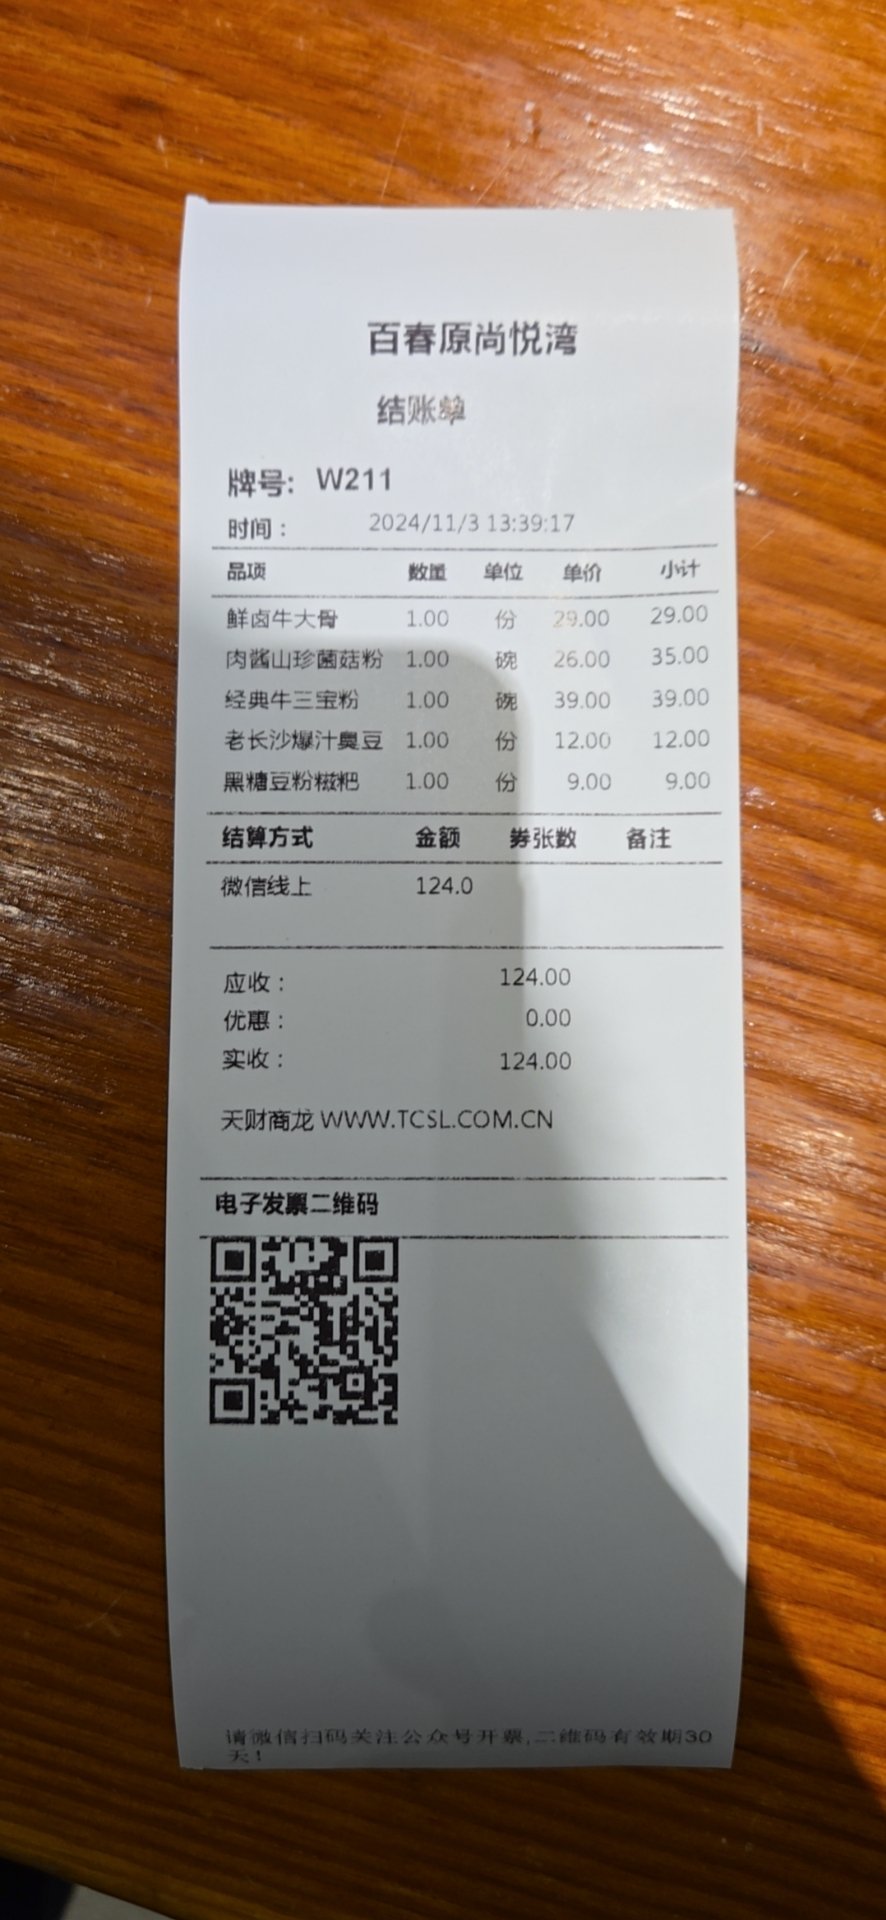 百春原尚悦湾
结账单
牌号: W211
时间： 2024/11/3 13:39:17
品项 数量 单位 单价 小计
鲜卤牛大骨 1.00 份 29.00 29.00
肉酱山珍菌菇粉 1.00 碗 26.00 35.00
经典牛三宝粉 1.00 碗 39.00 39.00
老长沙爆汁臭豆 1.00 份 12.00 12.00
黑糖豆粉糍粑 1.00 份 9.00 9.00
结算方式 金额 券张数 备注
微信线上 124.0
应收： 124.00
优惠： 0.00
实收： 124.00
天财商龙 WWW.TCSL.COM.CN
电子发票二维码
请微信扫码关注公众号开票,二维码有效期30
天!